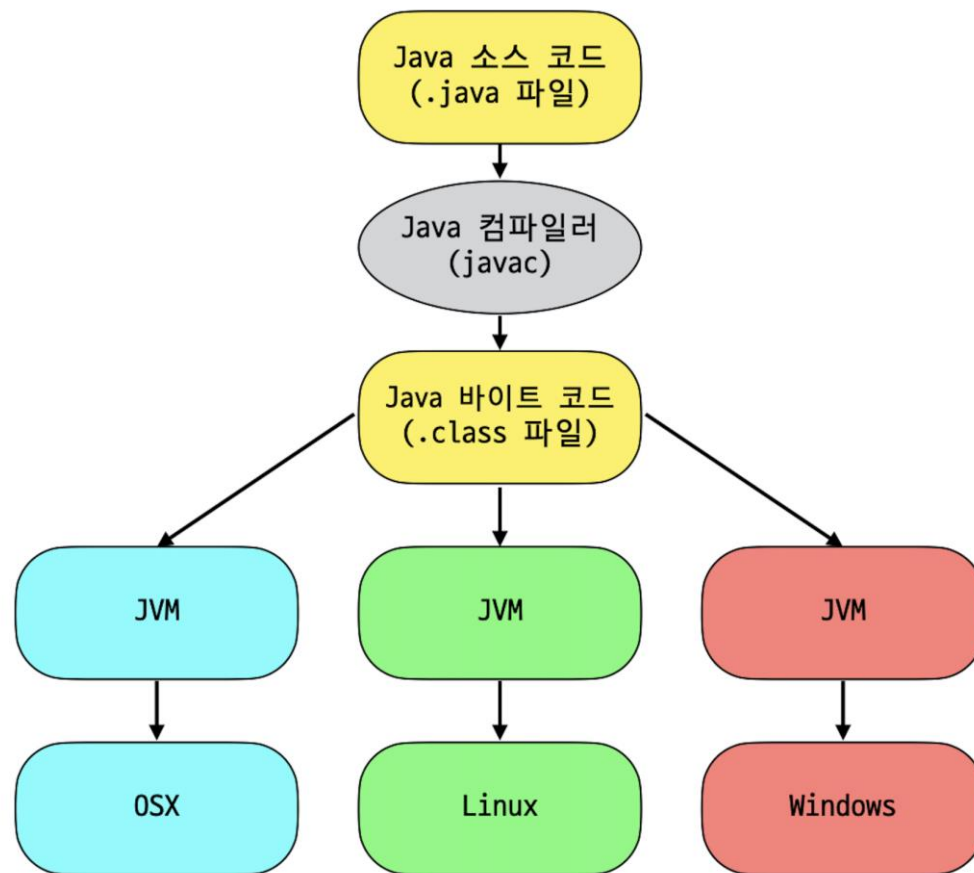 Java 소스 코드
(.java 파일)
Java 컴파일러
(javac)
Java 바이트 코드
(.class 파일)
JVM
JVM
JVM
OSX
Linux
Windows